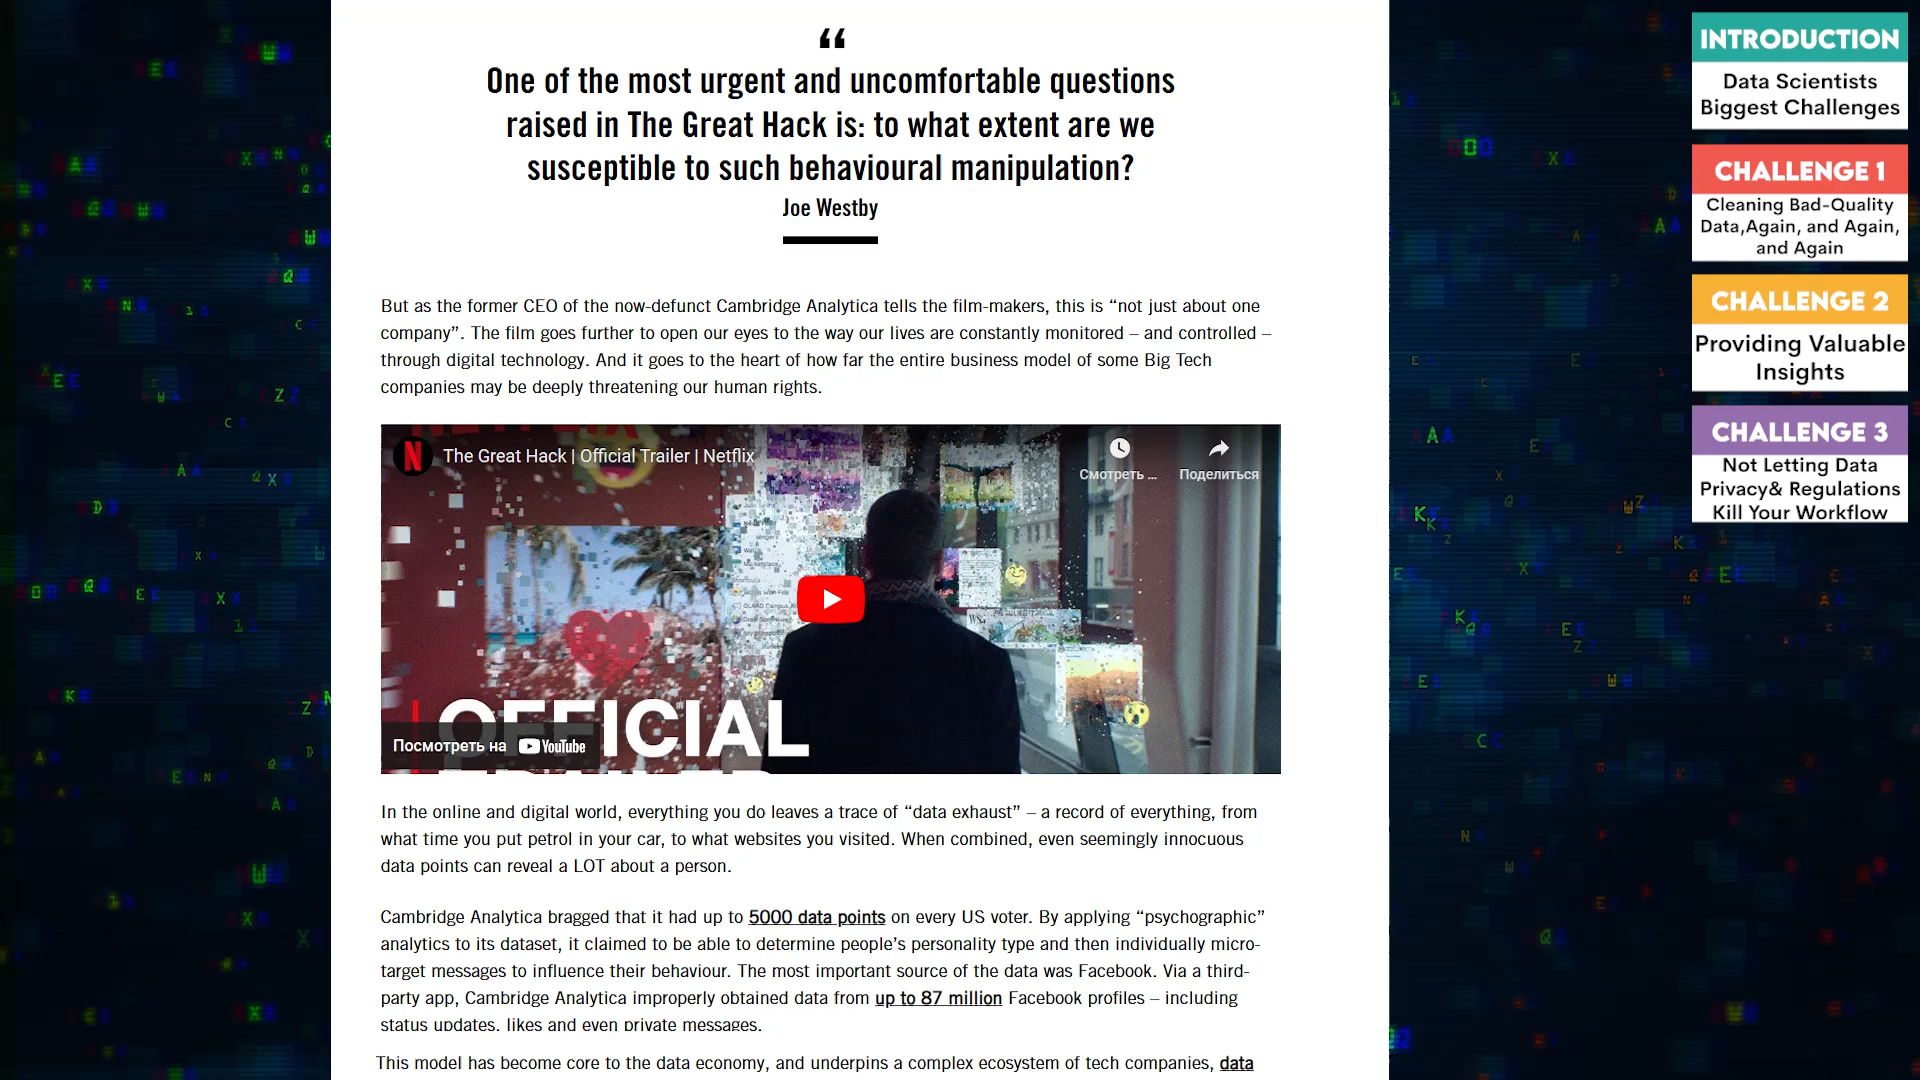 “
One of the most urgent and uncomfortable questions
raised in The Great Hack is: to what extent are we
susceptible to such behavioural manipulation?
Joe Westby
But as the former CEO of the now-defunct Cambridge Analytica tells the film-makers, this is “not just about one
company”. The film goes further to open our eyes to the way our lives are constantly monitored – and controlled –
through digital technology. And it goes to the heart of how far the entire business model of some Big Tech
companies may be deeply threatening our human rights.
The Great Hack | Official Trailer | Netflix
Смотреть ...
Поделиться
OFFICIAL
Посмотреть на YouTube
In the online and digital world, everything you do leaves a trace of “data exhaust” – a record of everything, from
what time you put petrol in your car, to what websites you visited. When combined, even seemingly innocuous
data points can reveal a LOT about a person.
Cambridge Analytica bragged that it had up to 5000 data points on every US voter. By applying “psychographic”
analytics to its dataset, it claimed to be able to determine people’s personality type and then individually micro-
target messages to influence their behaviour. The most important source of the data was Facebook. Via a third-
party app, Cambridge Analytica improperly obtained data from up to 87 million Facebook profiles – including
status updates, likes and even private messages.
This model has become core to the data economy, and underpins a complex ecosystem of tech companies, data
INTRODUCTION
Data Scientists
Biggest Challenges
CHALLENGE 1
Cleaning Bad-Quality
Data,Again, and Again,
and Again
CHALLENGE 2
Providing Valuable
Insights
CHALLENGE 3
Not Letting Data
Privacy& Regulations
Kill Your Workflow